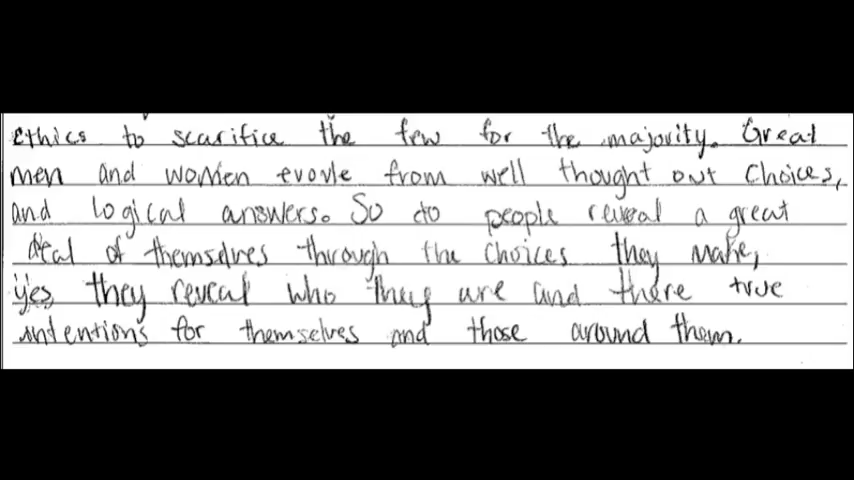 ethics to scarifice the few for the majority. Great
men and women evovle from well thought out choices,
and logical answers. So do people reveal a great
deal of themselves through the choices they make,
yes they reveal who they are and there true
intentions for themselves and those around them.